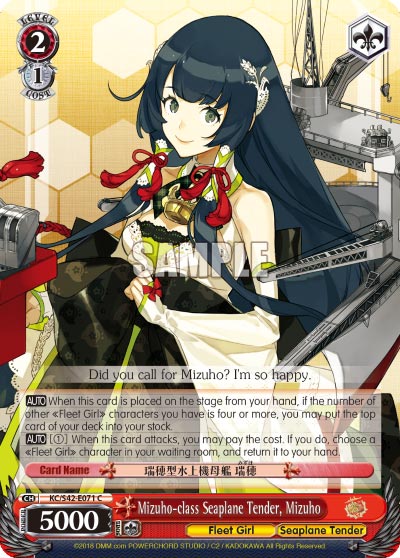 LEVEL
2
1
COST
SAMPLE
Did you call for Mizuho? I'm so happy.
AUTO When this card is placed on the stage from your hand, if the number of
other «Fleet Girl» characters you have is four or more, you may put the top
card of your deck into your stock.
AUTO [①] When this card attacks, you may pay the cost. If you do, choose a
«Fleet Girl» character in your waiting room, and return it to your hand.
Card Name 瑞穂型水上機母艦 瑞穂
CH KC/S42-E071 C
Mizuho-class Seaplane Tender, Mizuho
POWER 5000
Fleet Girl Seaplane Tender
©2018 DMM.com POWERCHORD STUDIO / C2 / KADOKAWA All Rights Reserved.